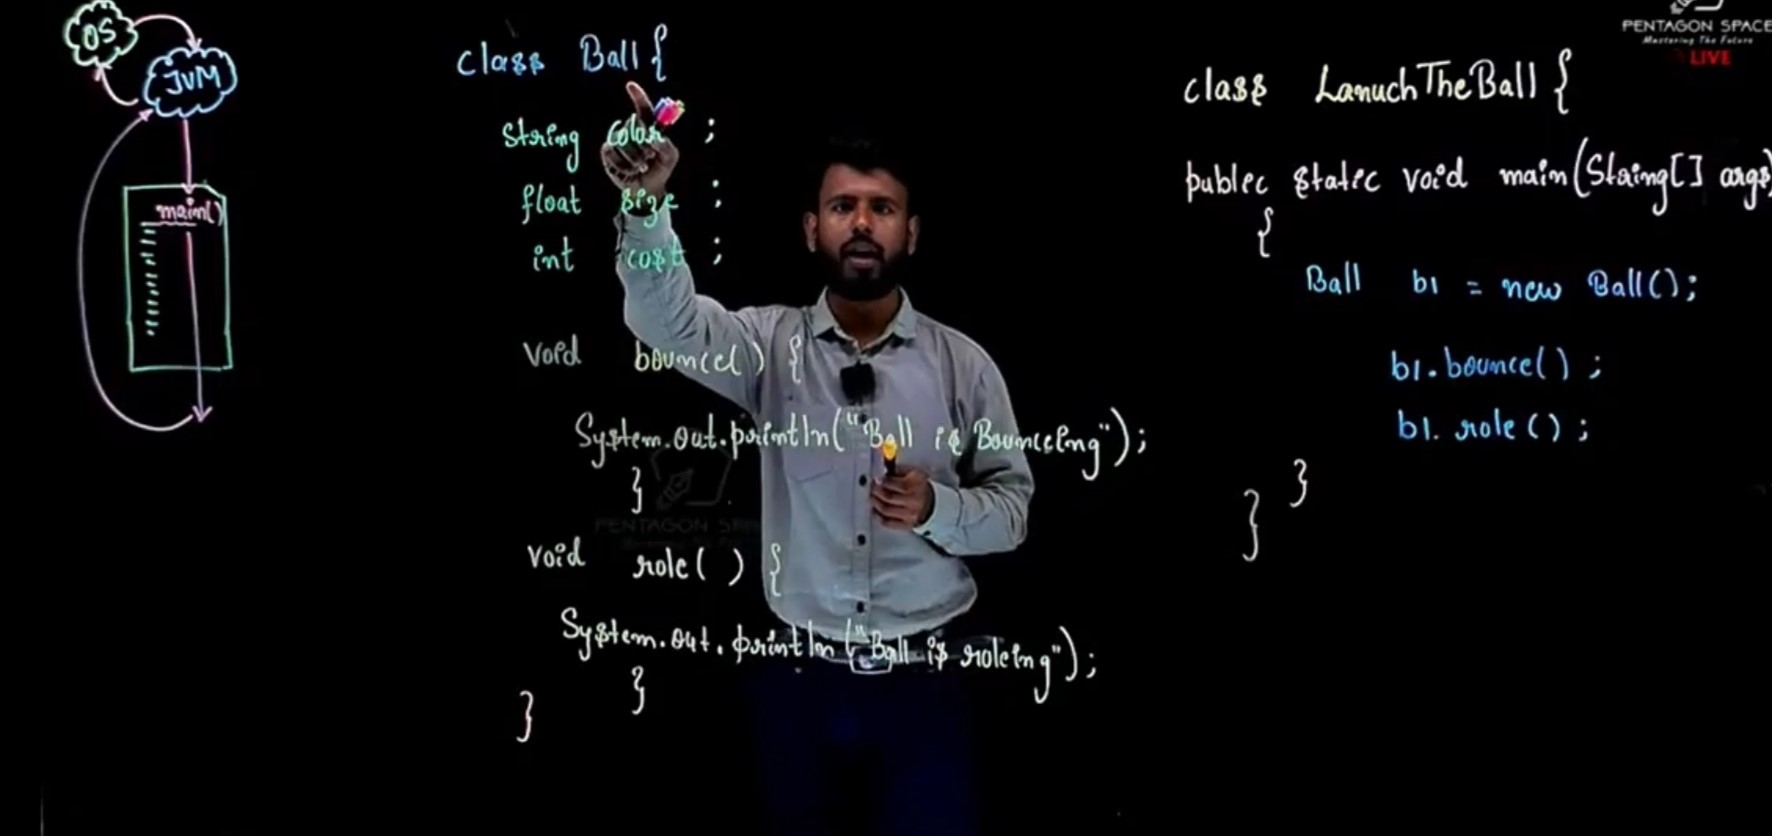 OS
JVM
main()
class Ball{
String color ;
float size ;
int cost ;
void bounce() {
System.out.println("Ball is Bounceing");
}
void role( ) {
System.out.println("Ball is roleing");
}
}
PENTAGON SPACE
PENTAGON SPACE
Mastering The Future
LIVE
class LanuchTheBall {
public static void main(String[] args)
{
Ball b1 = new Ball();
b1.bounce() ;
b1. role () ;
}
}